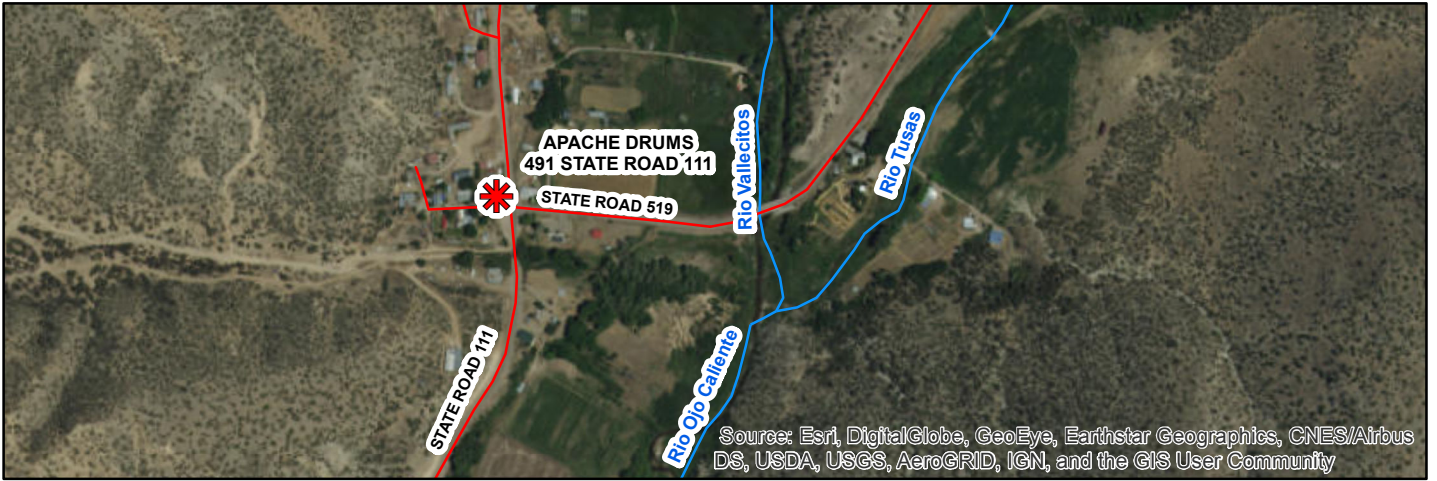 APACHE DRUMS
491 STATE ROAD 111
STATE ROAD 519
Rio Vallecitos
Rio Tusas
STATE ROAD 111
Rio Ojo Caliente
Source: Esri, DigitalGlobe, GeoEye, Earthstar Geographics, CNES/Airbus
DS, USDA, USGS, AeroGRID, IGN, and the GIS User Community